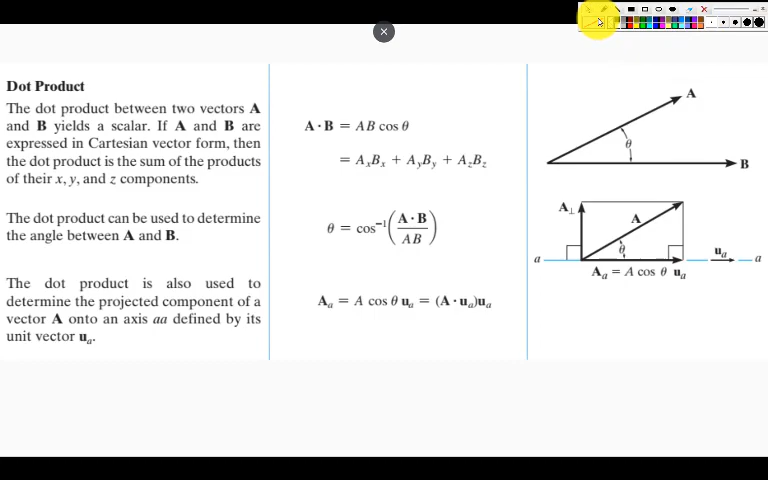 Dot Product
The dot product between two vectors A
and B yields a scalar. If A and B are
expressed in Cartesian vector form, then
the dot product is the sum of the products
of their x, y, and z components.
The dot product can be used to determine
the angle between A and B.
The dot product is also used to
determine the projected component of a
vector A onto an axis aa defined by its
unit vector uₐ.
A · B = AB cos θ
= AₓBₓ + A_yB_y + A_zB_z
θ = cos⁻¹(A · B / AB)
Aₐ = A cos θ uₐ = (A · uₐ)uₐ
A
θ
B
A⊥
A
θ
a
uₐ
a
Aₐ = A cos θ uₐ